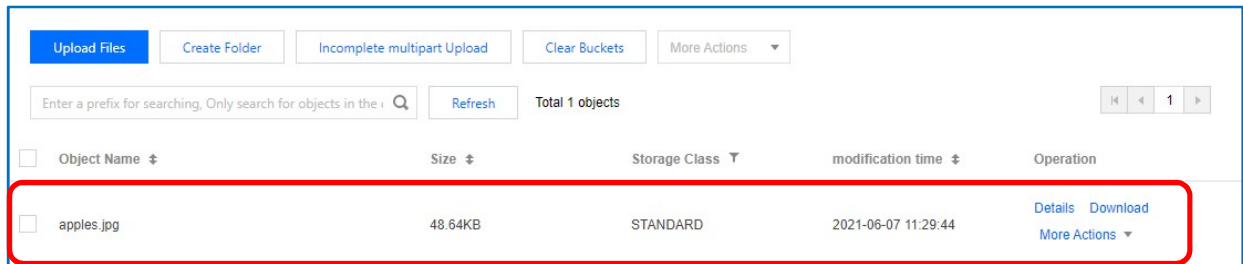 Upload Files Create Folder Incomplete multipart Upload Clear Buckets More Actions
Enter a prefix for searching, Only search for objects in the Refresh Total 1 objects 1
Object Name Size Storage Class modification time Operation
apples.jpg 48.64KB STANDARD 2021-06-07 11:29:44 Details Download
More Actions